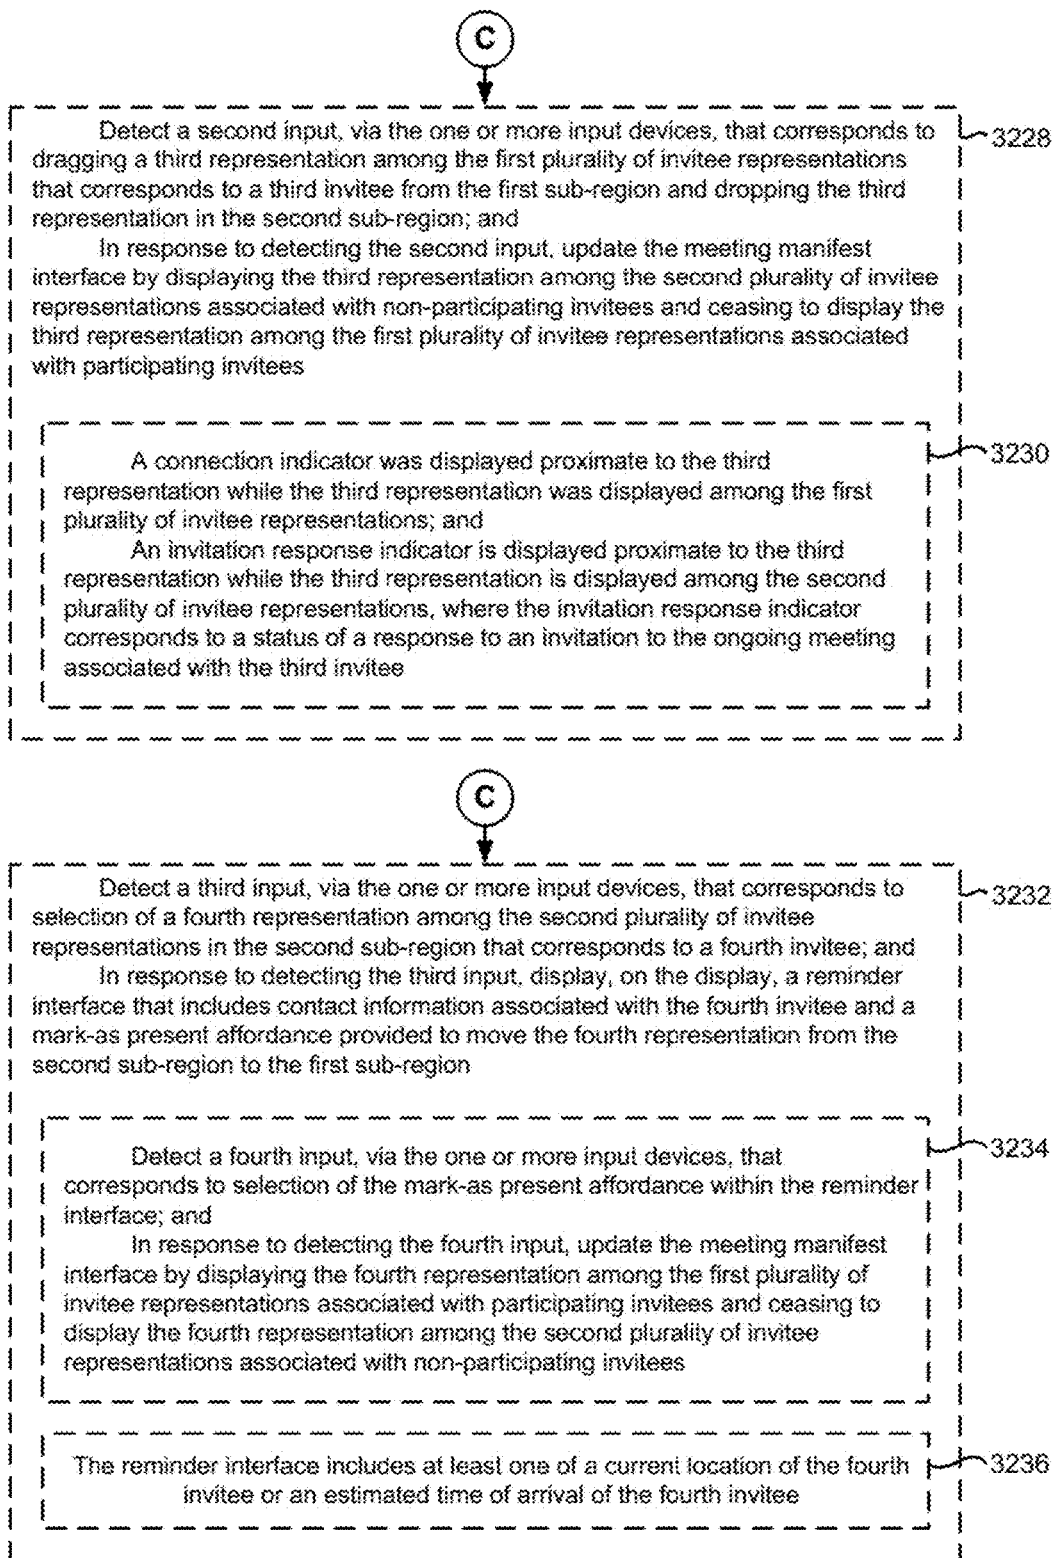 C
Detect a second input, via the one or more input devices, that corresponds to
dragging a third representation among the first plurality of invitee representations
that corresponds to a third invitee from the first sub-region and dropping the third
representation in the second sub-region; and
In response to detecting the second input, update the meeting manifest
interface by displaying the third representation among the second plurality of invitee
representations associated with non-participating invitees and ceasing to display the
third representation among the first plurality of invitee representations associated
with participating invitees
3228
A connection indicator was displayed proximate to the third
representation while the third representation was displayed among the first
plurality of invitee representations; and
An invitation response indicator is displayed proximate to the third
representation while the third representation is displayed among the second
plurality of invitee representations, where the invitation response indicator
corresponds to a status of a response to an invitation to the ongoing meeting
associated with the third invitee
3230
C
Detect a third input, via the one or more input devices, that corresponds to
selection of a fourth representation among the second plurality of invitee
representations in the second sub-region that corresponds to a fourth invitee; and
In response to detecting the third input, display, on the display, a reminder
interface that includes contact information associated with the fourth invitee and a
mark-as present affordance provided to move the fourth representation from the
second sub-region to the first sub-region
3232
Detect a fourth input, via the one or more input devices, that
corresponds to selection of the mark-as present affordance within the reminder
interface; and
In response to detecting the fourth input, update the meeting manifest
interface by displaying the fourth representation among the first plurality of
invitee representations associated with participating invitees and ceasing to
display the fourth representation among the second plurality of invitee
representations associated with non-participating invitees
3234
The reminder interface includes at least one of a current location of the fourth
invitee or an estimated time of arrival of the fourth invitee
3236